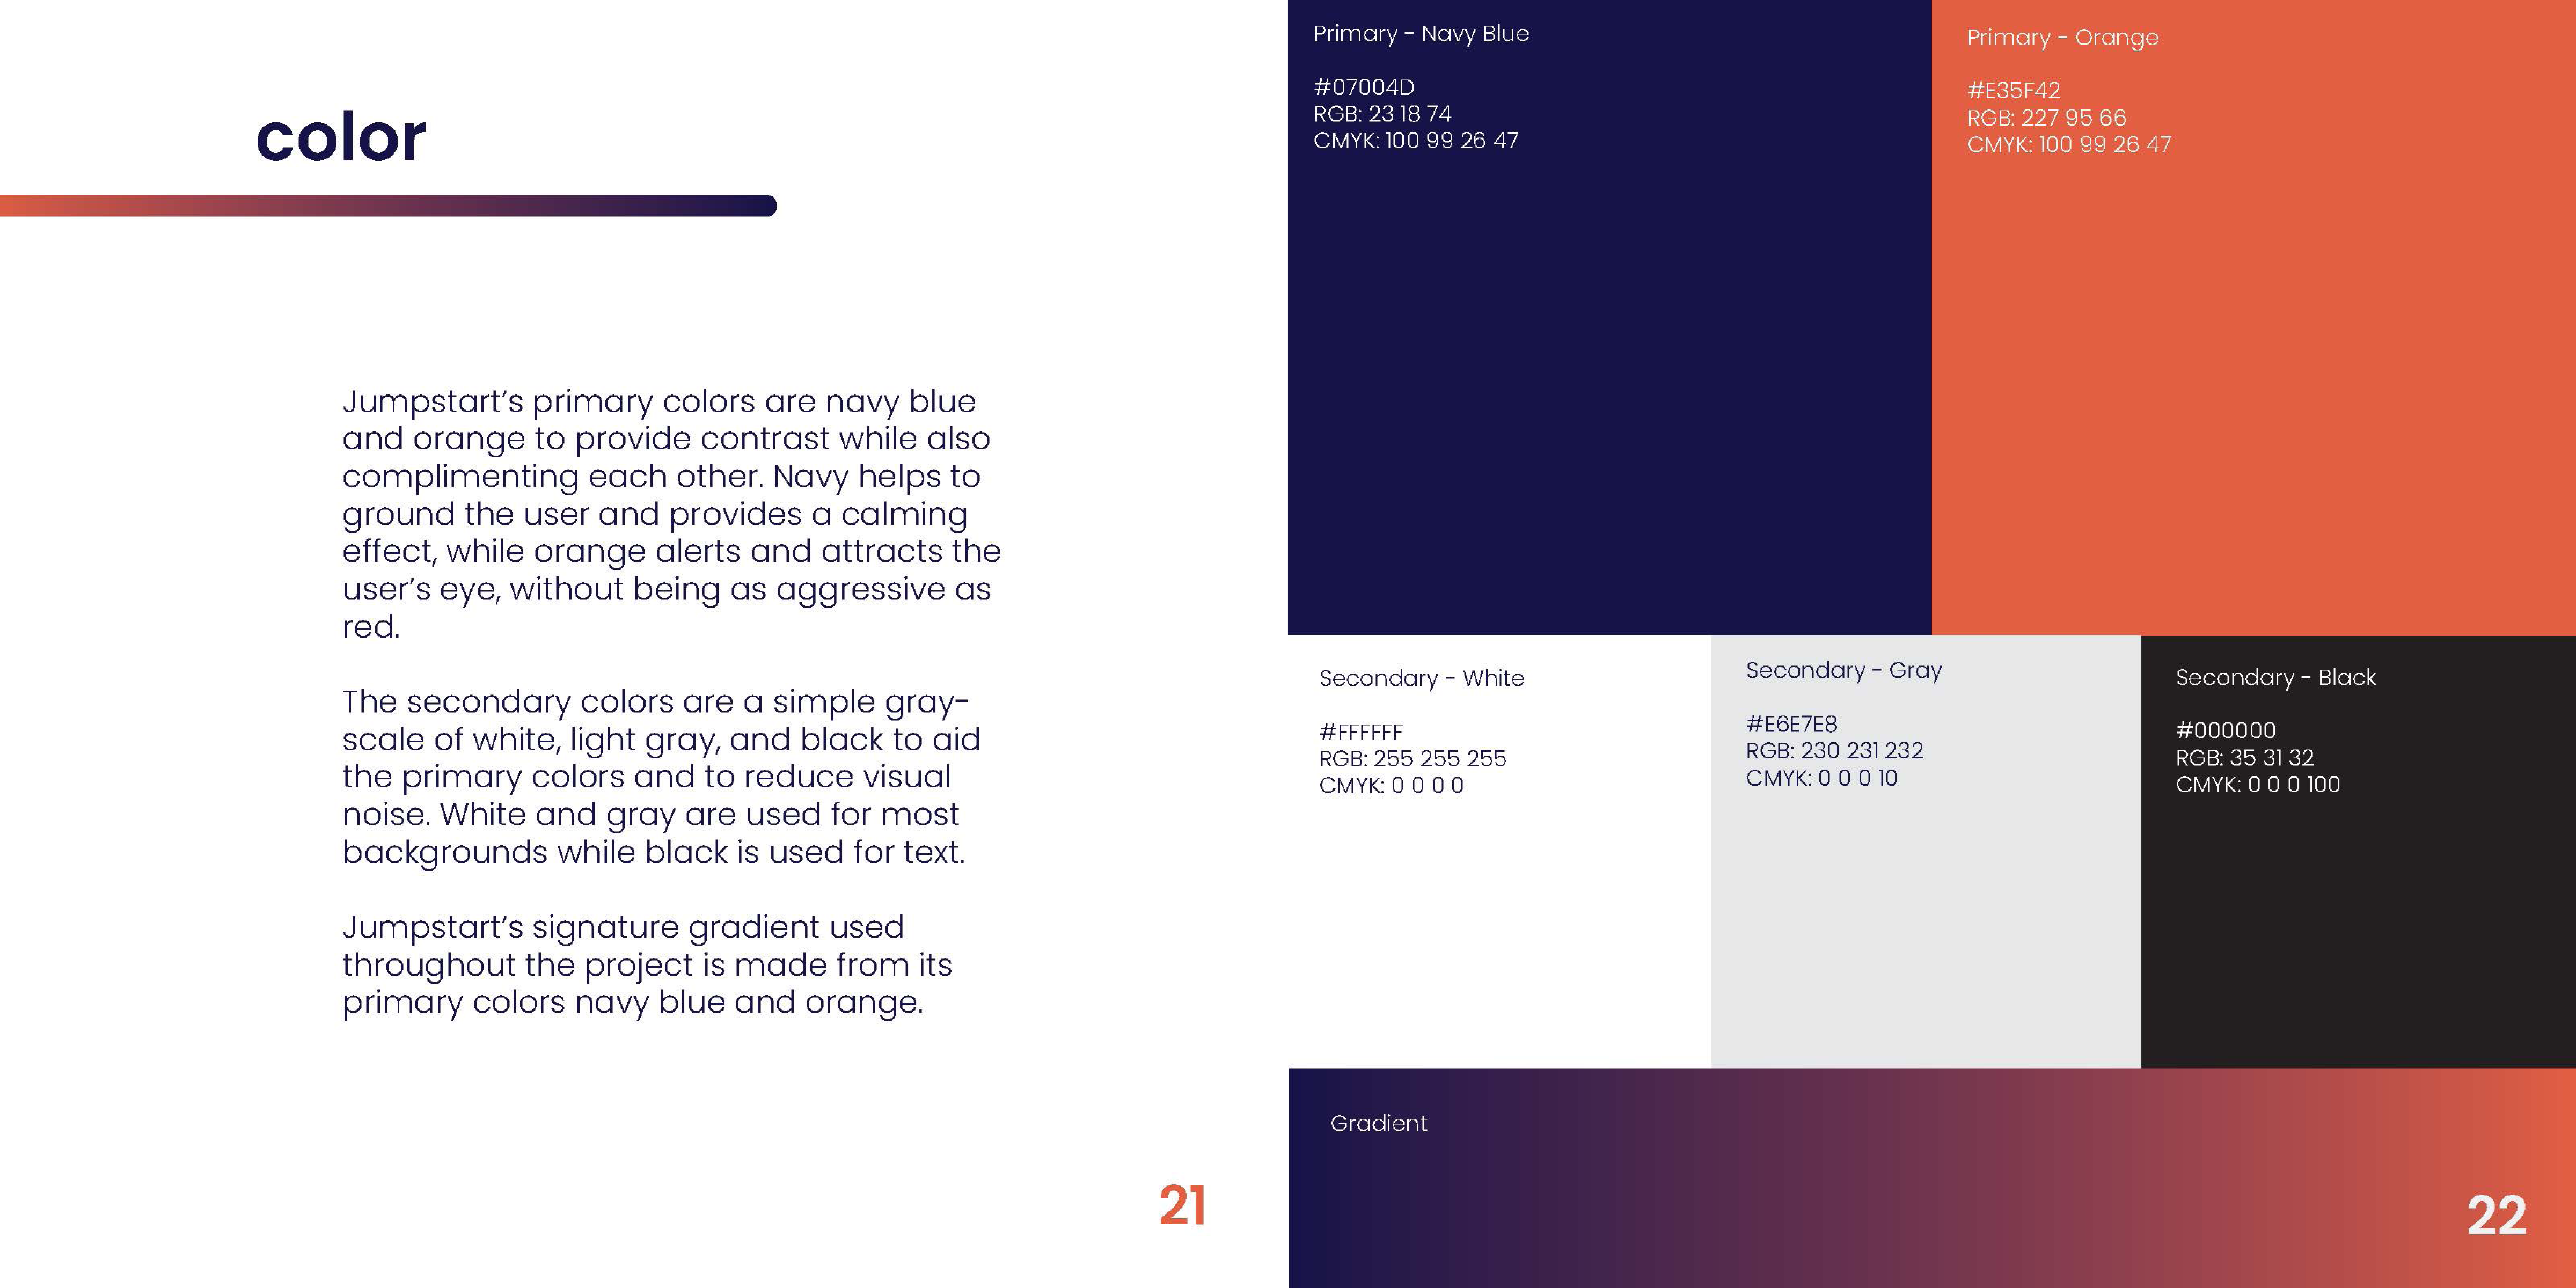 color
Jumpstart’s primary colors are navy blue
and orange to provide contrast while also
complimenting each other. Navy helps to
ground the user and provides a calming
effect, while orange alerts and attracts the
user’s eye, without being as aggressive as
red.
The secondary colors are a simple gray-
scale of white, light gray, and black to aid
the primary colors and to reduce visual
noise. White and gray are used for most
backgrounds while black is used for text.
Jumpstart’s signature gradient used
throughout the project is made from its
primary colors navy blue and orange.
21
Primary - Navy Blue
#07004D
RGB: 23 18 74
CMYK: 100 99 26 47
Primary - Orange
#E35F42
RGB: 227 95 66
CMYK: 100 99 26 47
Secondary - White
#FFFFFF
RGB: 255 255 255
CMYK: 0 0 0 0
Secondary - Gray
#E6E7E8
RGB: 230 231 232
CMYK: 0 0 0 10
Secondary - Black
#000000
RGB: 35 31 32
CMYK: 0 0 0 100
Gradient
22